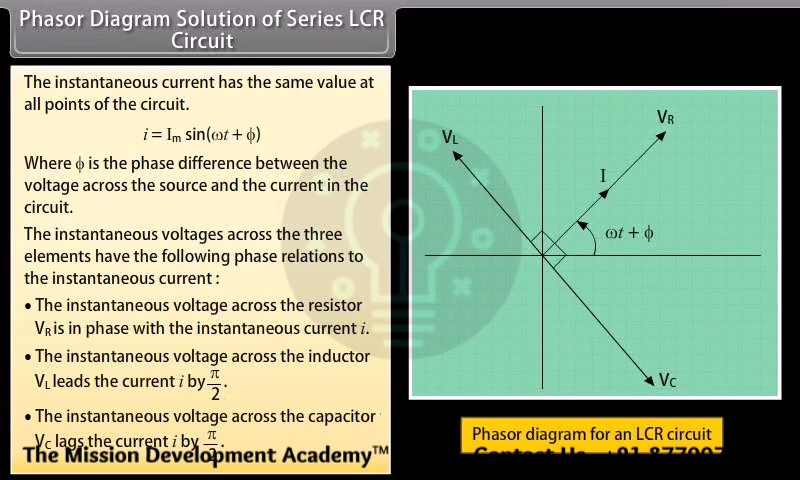 Phasor Diagram Solution of Series LCR
Circuit
The instantaneous current has the same value at
all points of the circuit.
i = Im sin(ωt + ϕ)
Where ϕ is the phase difference between the
voltage across the source and the current in the
circuit.
The instantaneous voltages across the three
elements have the following phase relations to
the instantaneous current :
• The instantaneous voltage across the resistor
VR is in phase with the instantaneous current i.
• The instantaneous voltage across the inductor
VL leads the current i by π/2.
• The instantaneous voltage across the capacitor
VC lags the current i by π/2.
The Mission Development Academy™
VL
VR
I
ωt + ϕ
VC
Phasor diagram for an LCR circuit